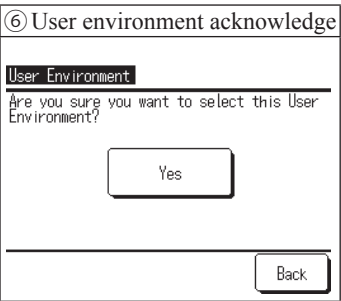 ⑥ User environment acknowledge
User Environment
Are you sure you want to select this User
Environment?
Yes
Back